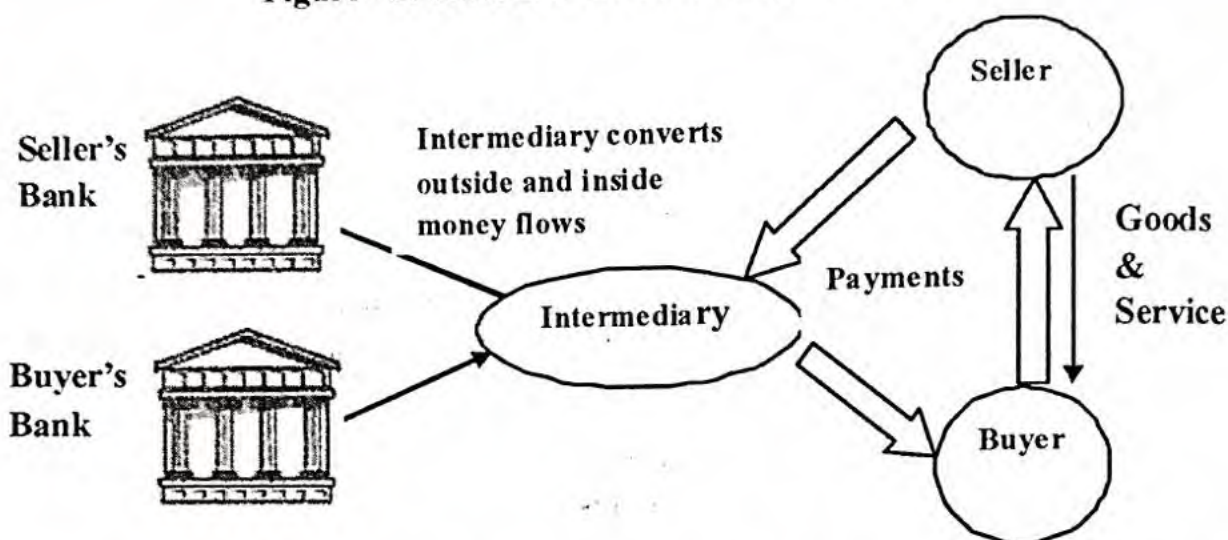 Seller
Seller's
Bank
Intermediary converts
outside and inside
money flows
Goods
&
Service
Payments
Intermediary
Buyer's
Bank
Buyer